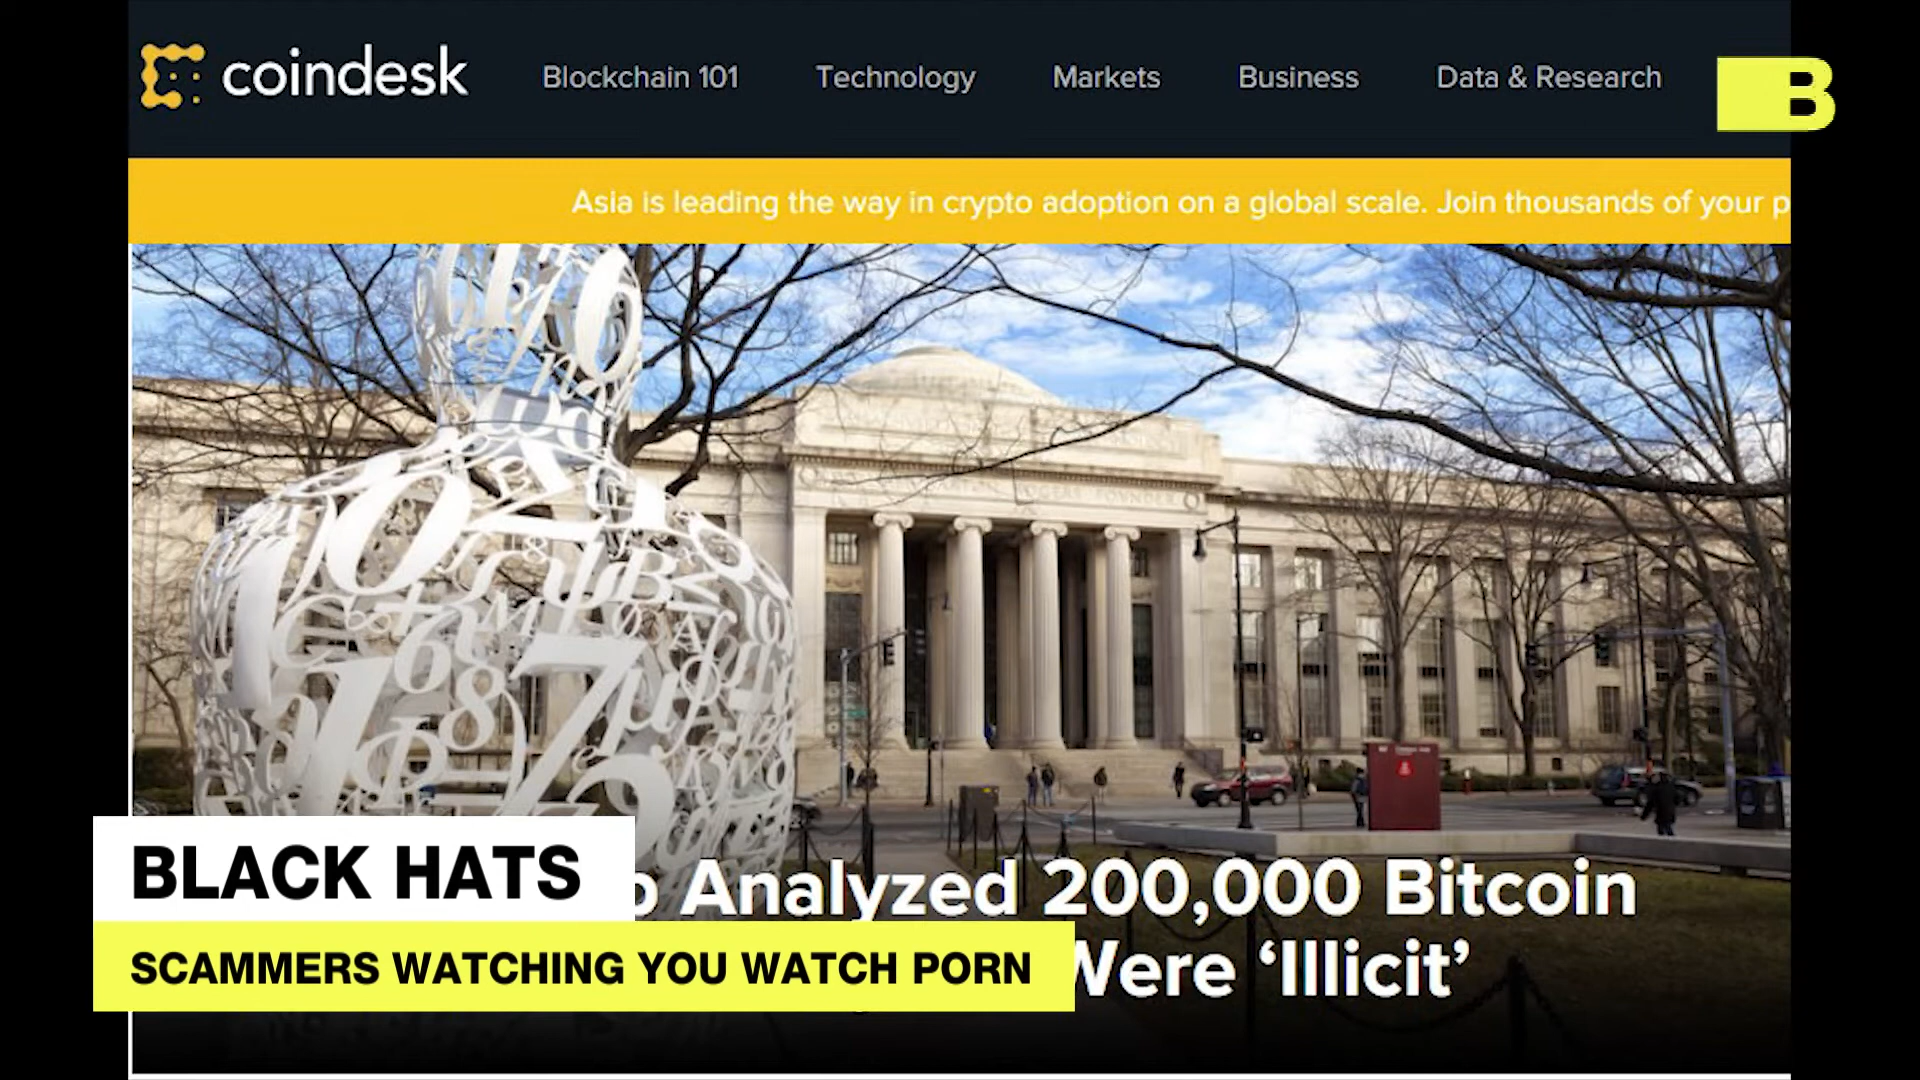 coindesk
Blockchain 101
Technology
Markets
Business
Data & Research
B
Asia is leading the way in crypto adoption on a global scale. Join thousands of your p
Analyzed 200,000 Bitcoin
Were ‘Illicit’
BLACK HATS
SCAMMERS WATCHING YOU WATCH PORN